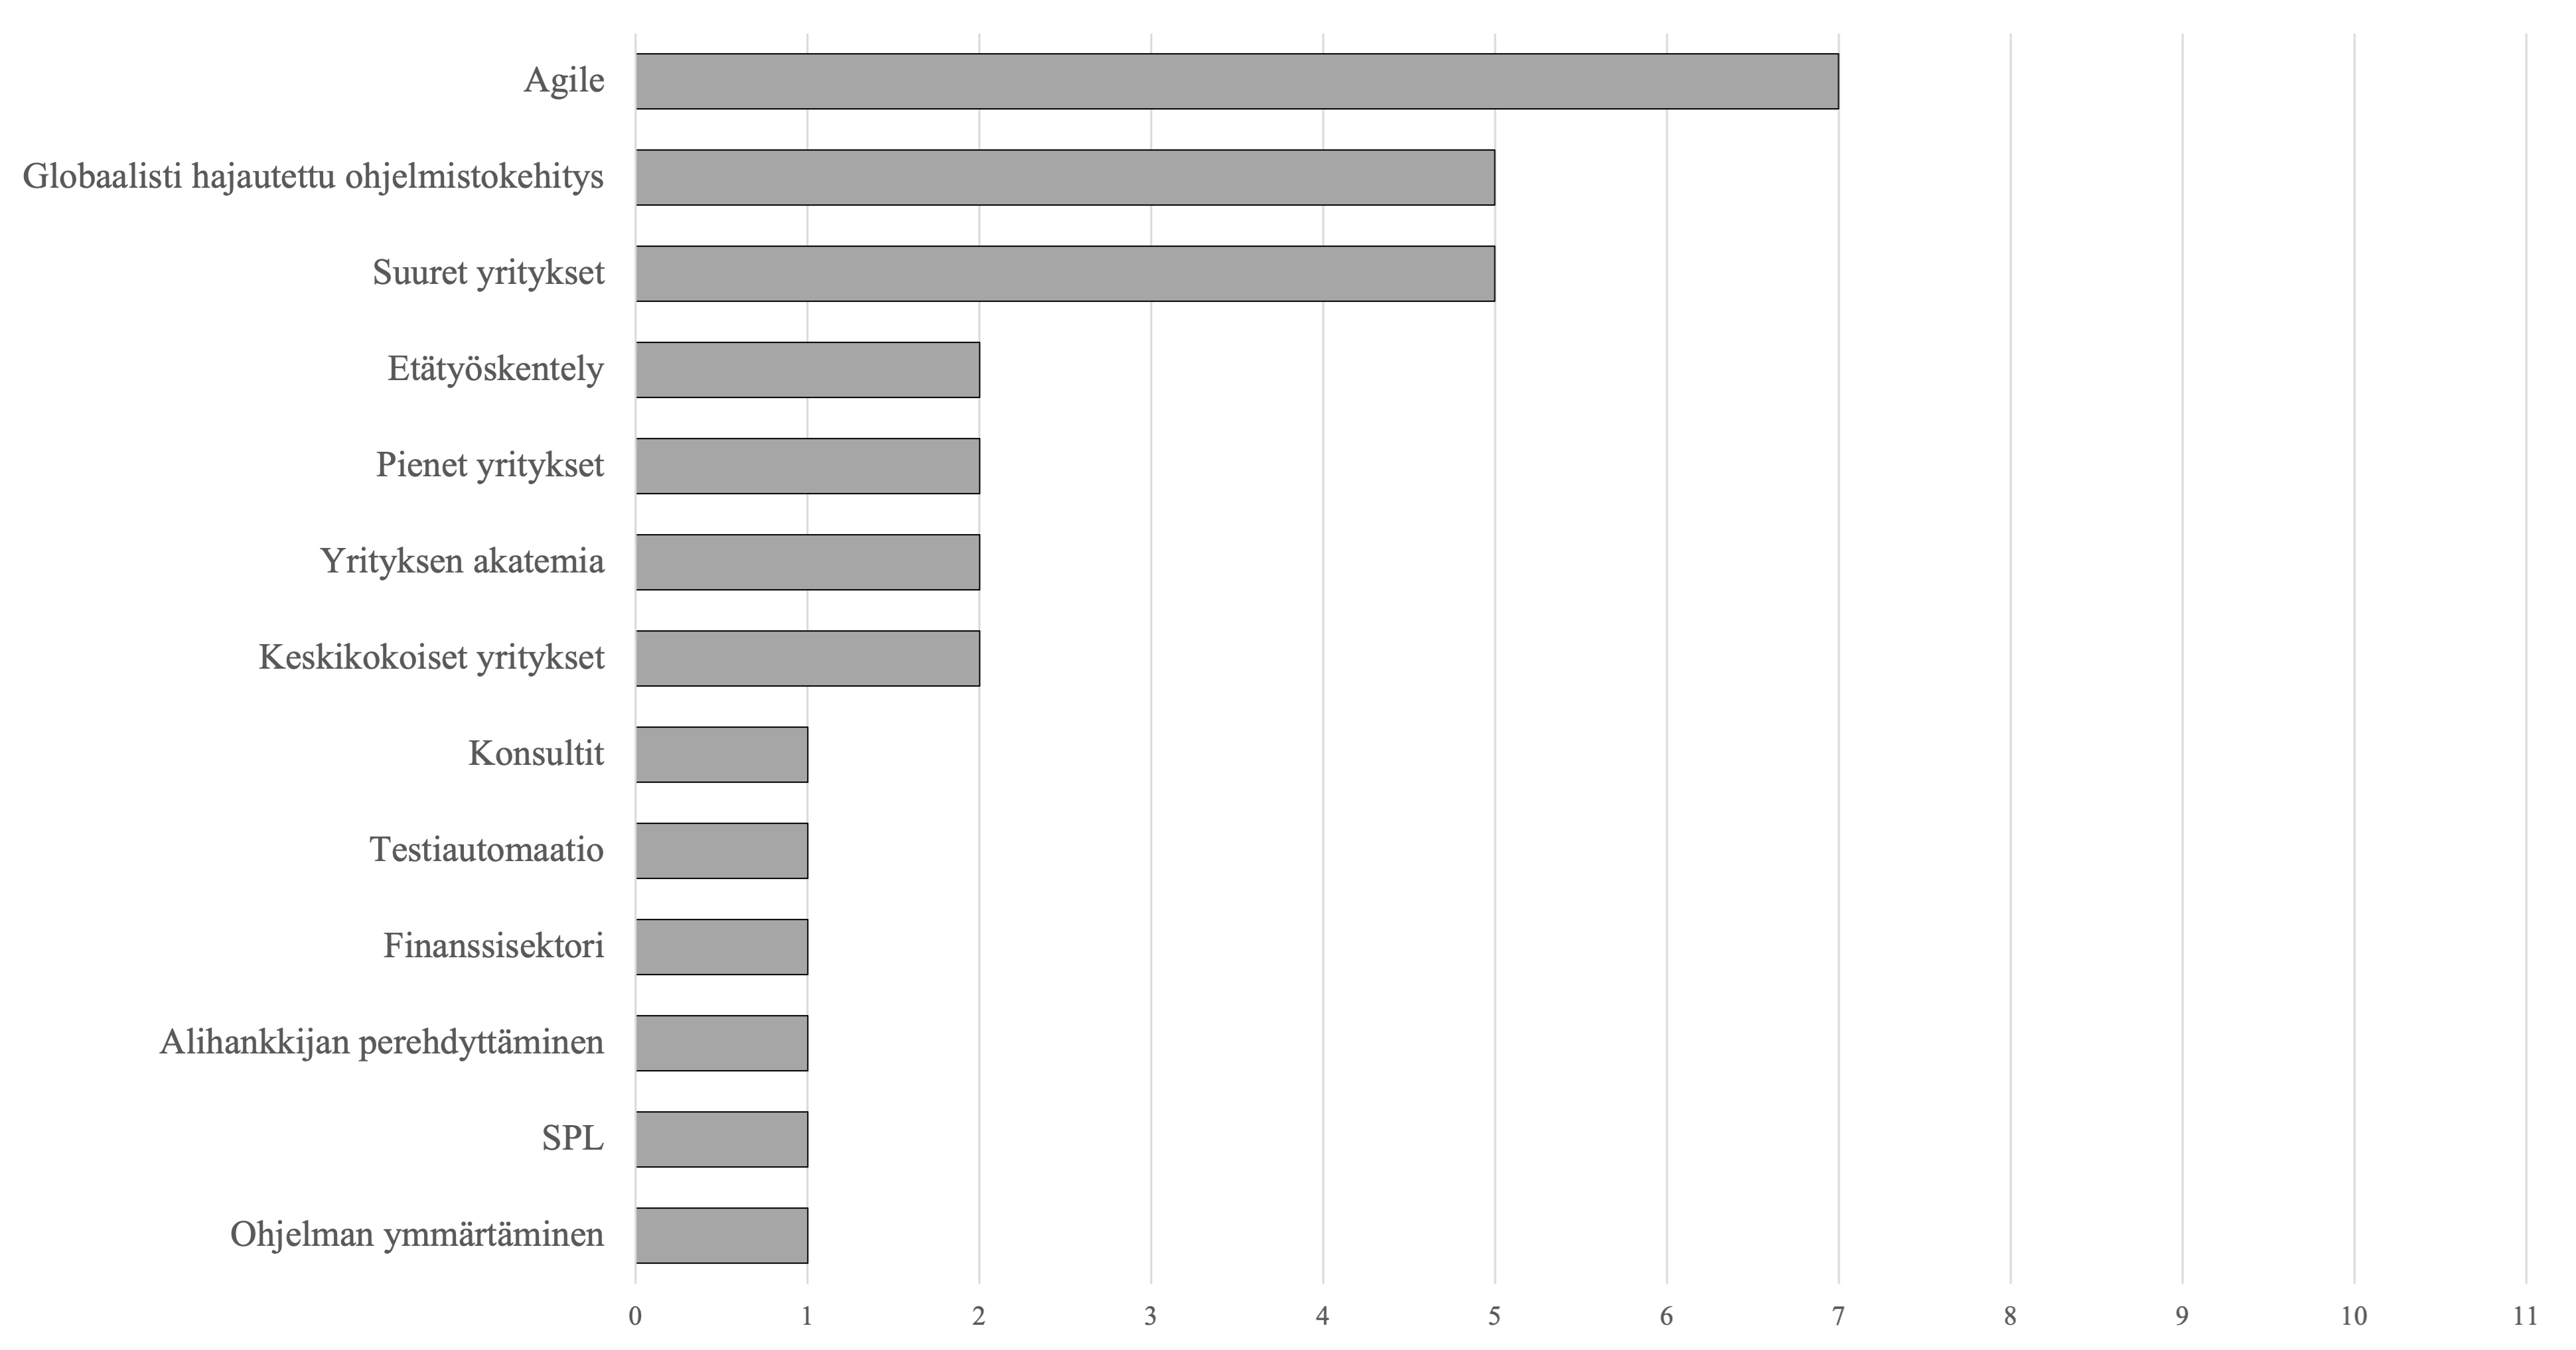 Agile
Globaalisti hajautettu ohjelmistokehitys
Suuret yritykset
Etätyöskentely
Pienet yritykset
Yrityksen akatemia
Keskikokoiset yritykset
Konsultit
Testiautomaatio
Finanssisektori
Alihankkijan perehdyttäminen
SPL
Ohjelman ymmärtäminen
0 1 2 3 4 5 6 7 8 9 10 11